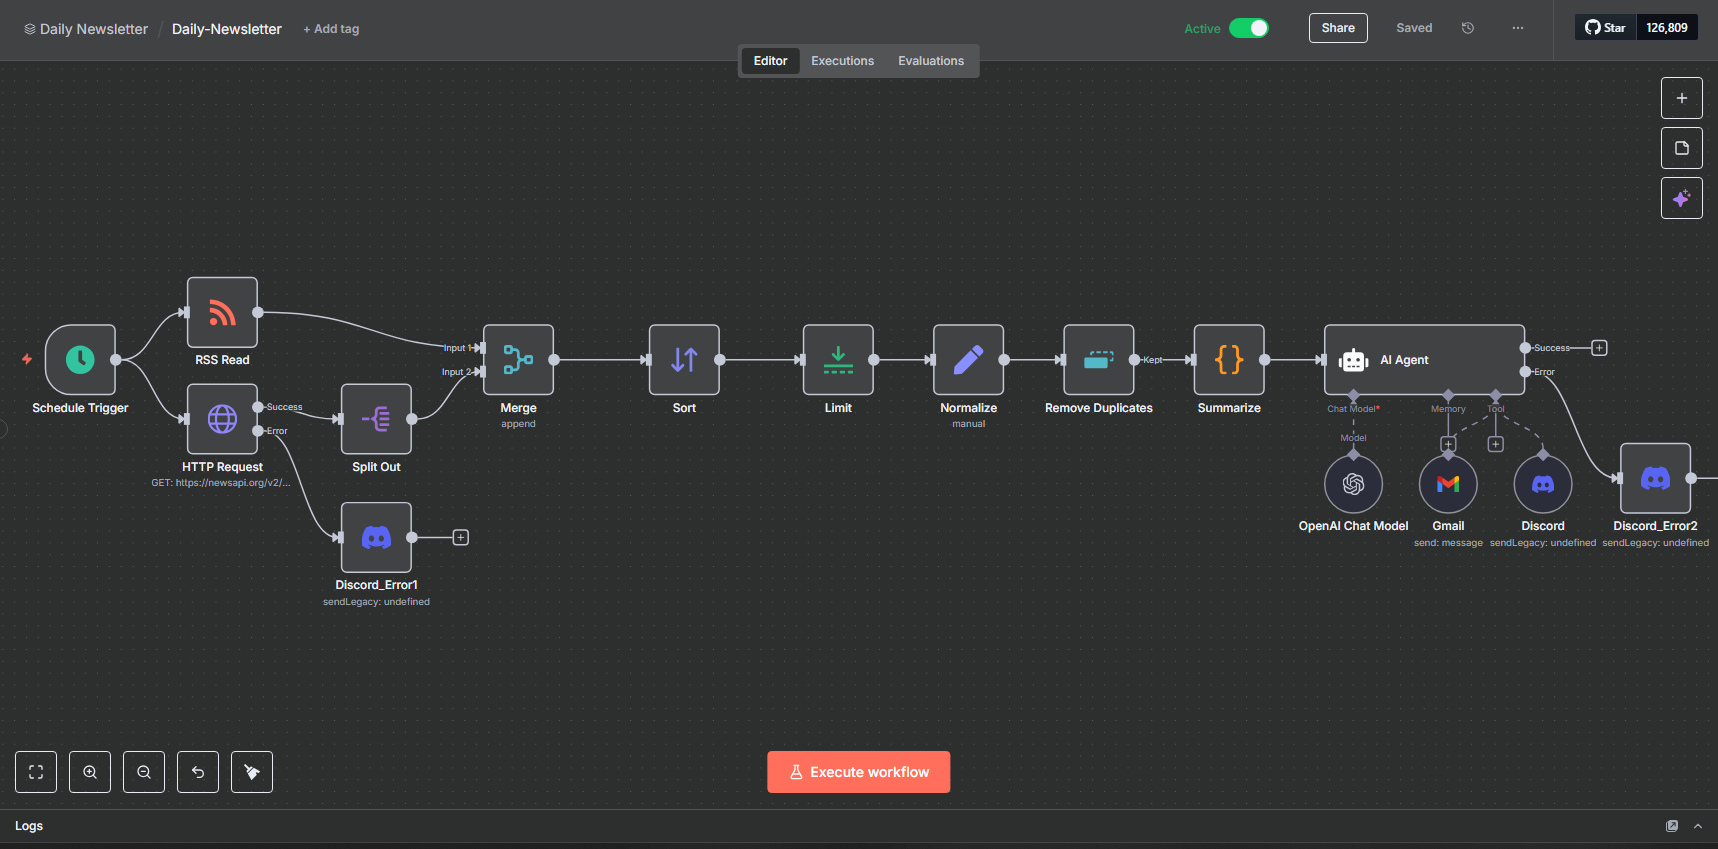 Daily Newsletter / Daily-Newsletter + Add tag
Active Share Saved ... Star 126,809
Editor Executions Evaluations
RSS Read
Schedule Trigger
Success
Error
HTTP Request
GET: https://newsapi.org/v2/...
Split Out
Discord_Error1
sendLegacy: undefined
Input 1
Input 2
Merge
append
Sort
Limit
Normalize
manual
Remove Duplicates
Kept
Summarize
AI Agent
Success
Error
Chat Model* Memory Tool
Model
OpenAI Chat Model
Gmail
send: message
Discord
sendLegacy: undefined
Discord_Error2
sendLegacy: undefined
Execute workflow
Logs